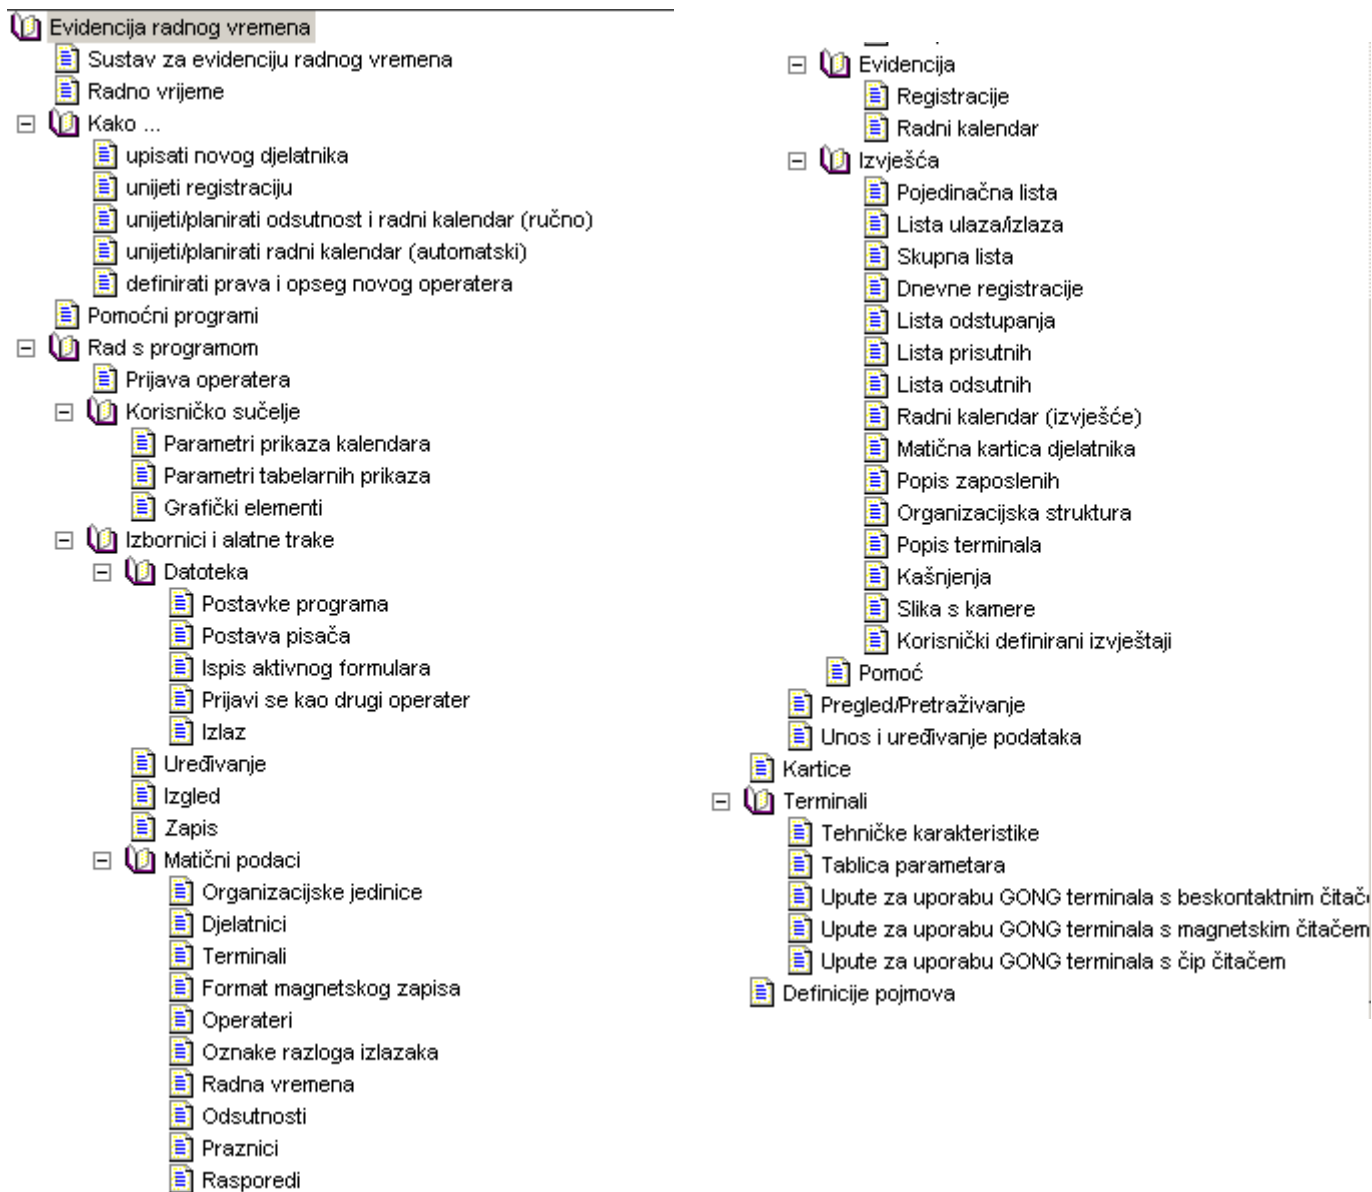 Evidencija radnog vremena
Sustav za evidenciju radnog vremena
Radno vrijeme
Kako ...
upisati novog djelatnika
unijeti registraciju
unijeti/planirati odsutnost i radni kalendar (ručno)
unijeti/planirati radni kalendar (automatski)
definirati prava i opseg novog operatera
Pomoćni programi
Rad s programom
Prijava operatera
Korisničko sučelje
Parametri prikaza kalendara
Parametri tabelarnih prikaza
Grafički elementi
Izbornici i alatne trake
Datoteka
Postavke programa
Postava pisača
Ispis aktivnog formulara
Prijavi se kao drugi operater
Izlaz
Uređivanje
Izgled
Zapis
Matični podaci
Organizacijske jedinice
Djelatnici
Terminali
Format magnetskog zapisa
Operateri
Oznake razloga izlazaka
Radna vremena
Odsutnosti
Praznici
Rasporedi
Evidencija
Registracije
Radni kalendar
Izvješća
Pojedinačna lista
Lista ulaza/izlaza
Skupna lista
Dnevne registracije
Lista odstupanja
Lista prisutnih
Lista odsutnih
Radni kalendar (izvješće)
Matična kartica djelatnika
Popis zaposlenih
Organizacijska struktura
Popis terminala
Kašnjenja
Slika s kamere
Korisnički definirani izvještaji
Pomoć
Pregled/Pretraživanje
Unos i uređivanje podataka
Kartice
Terminali
Tehničke karakteristike
Tablica parametara
Upute za uporabu GONG terminala s beskontaktnim
Upute za uporabu GONG terminala s magnetskim čitačem
Upute za uporabu GONG terminala s čip čitačem
Definicije pojmova